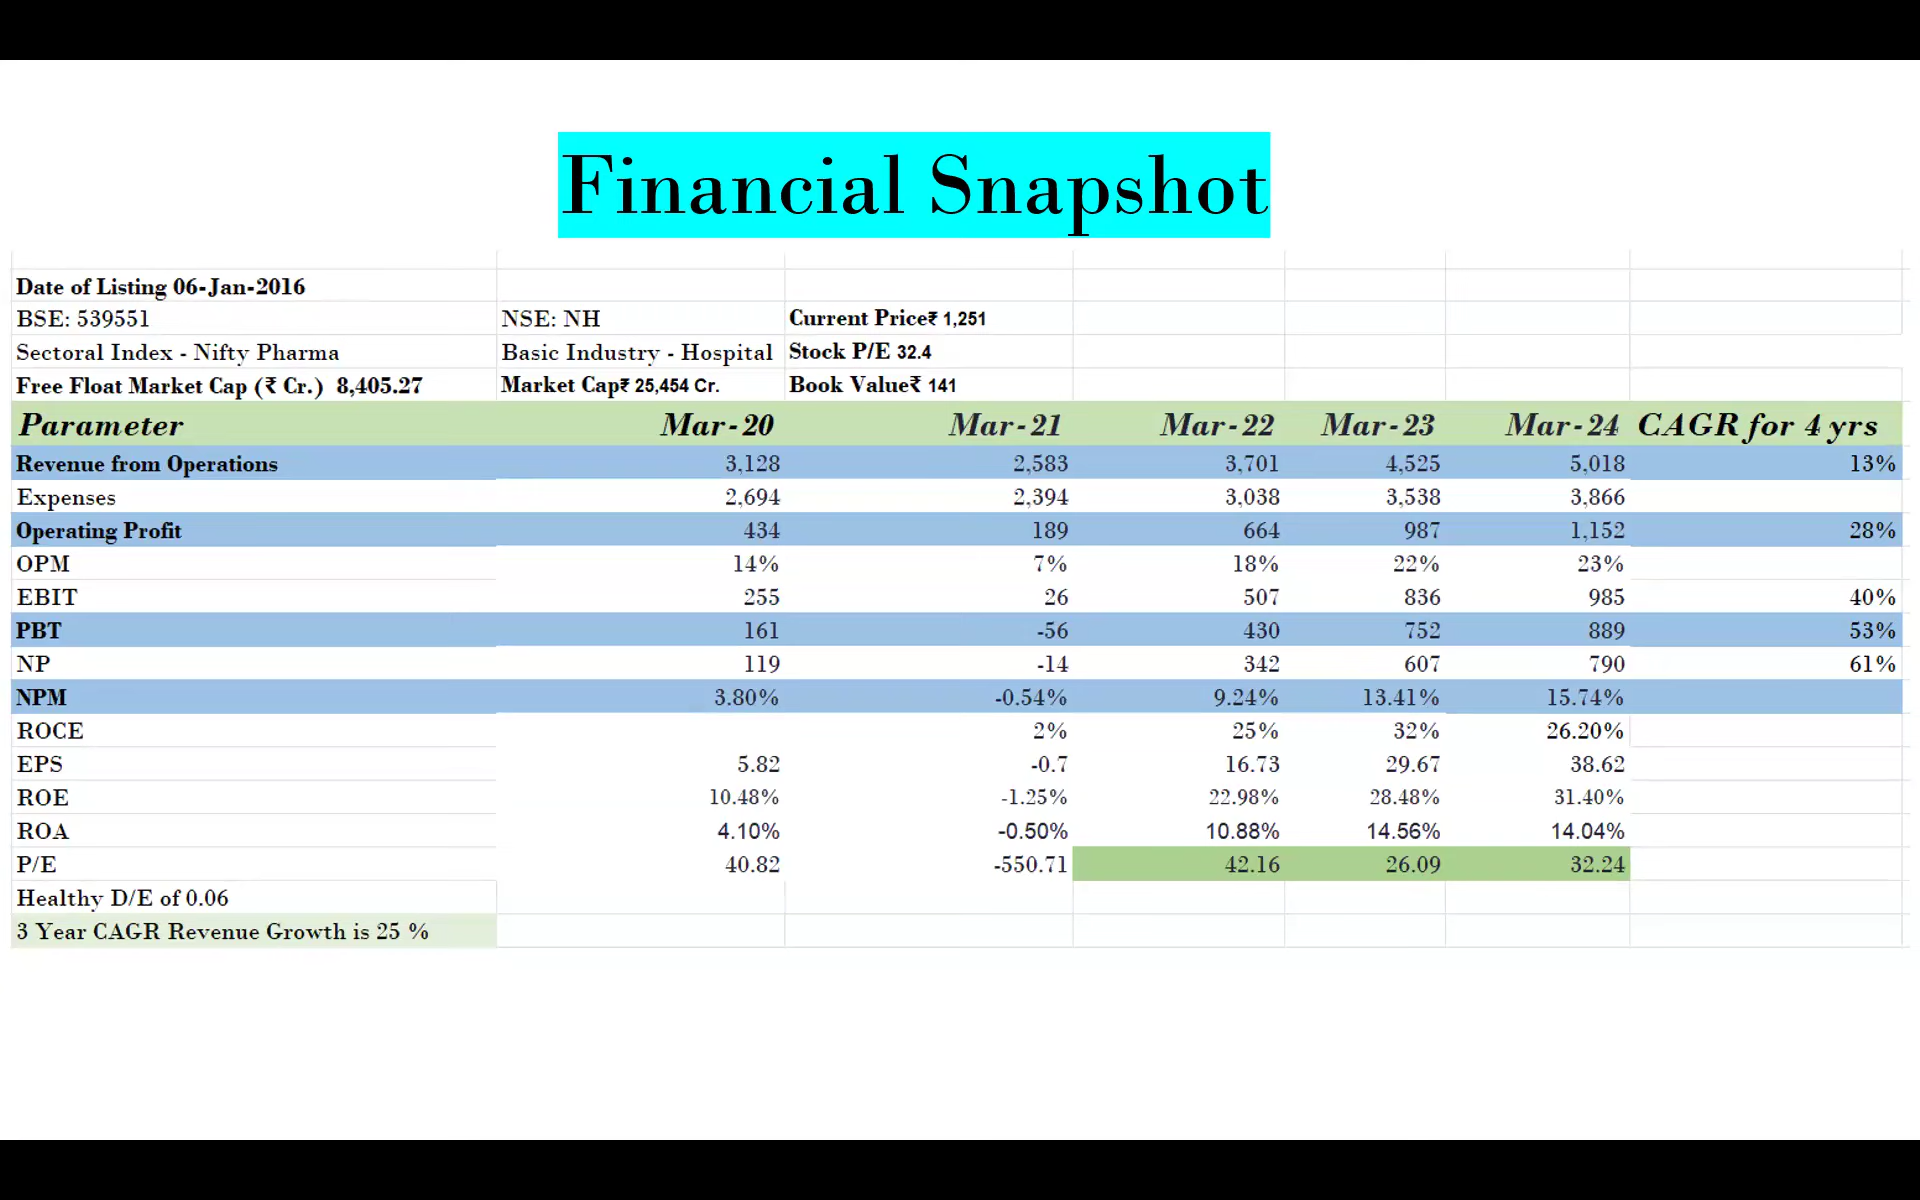 Financial Snapshot
Date of Listing 06-Jan-2016
BSE: 539551 NSE: NH Current Price₹ 1,251
Sectoral Index - Nifty Pharma Basic Industry - Hospital Stock P/E 32.4
Free Float Market Cap (₹ Cr.) 8,405.27 Market Cap₹ 25,454 Cr. Book Value₹ 141
Parameter Mar-20 Mar-21 Mar-22 Mar-23 Mar-24 CAGR for 4 yrs
Revenue from Operations 3,128 2,583 3,701 4,525 5,018 13%
Expenses 2,694 2,394 3,038 3,538 3,866
Operating Profit 434 189 664 987 1,152 28%
OPM 14% 7% 18% 22% 23%
EBIT 255 26 507 836 985 40%
PBT 161 -56 430 752 889 53%
NP 119 -14 342 607 790 61%
NPM 3.80% -0.54% 9.24% 13.41% 15.74%
ROCE 2% 25% 32% 26.20%
EPS 5.82 -0.7 16.73 29.67 38.62
ROE 10.48% -1.25% 22.98% 28.48% 31.40%
ROA 4.10% -0.50% 10.88% 14.56% 14.04%
P/E 40.82 -550.71 42.16 26.09 32.24
Healthy D/E of 0.06
3 Year CAGR Revenue Growth is 25 %